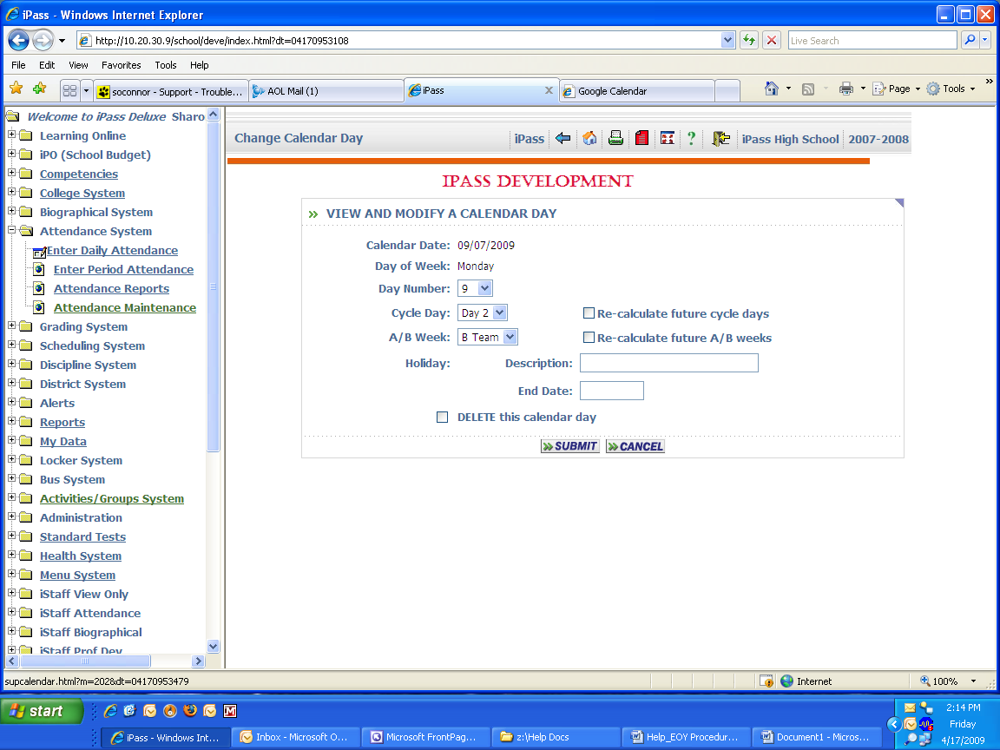 iPass - Windows Internet Explorer
http://10.20.30.9/school/deve/index.html?dt=04170953108
Live Search
File Edit View Favorites Tools Help
soconnor - Support - Trouble... AOL Mail (1) iPass Google Calendar Page Tools
Welcome to iPass Deluxe Sharo
Learning Online
iPO (School Budget)
Competencies
College System
Biographical System
Attendance System
Enter Daily Attendance
Enter Period Attendance
Attendance Reports
Attendance Maintenance
Grading System
Scheduling System
Discipline System
District System
Alerts
Reports
My Data
Locker System
Bus System
Activities/Groups System
Administration
Standard Tests
Health System
Menu System
iStaff View Only
iStaff Attendance
iStaff Biographical
iStaff Prof Dev
Change Calendar Day
iPass
iPass High School 2007-2008
IPASS DEVELOPMENT
VIEW AND MODIFY A CALENDAR DAY
Calendar Date: 09/07/2009
Day of Week: Monday
Day Number: 9
Cycle Day: Day 2 Re-calculate future cycle days
A/B Week: B Team Re-calculate future A/B weeks
Holiday: Description:
End Date:
DELETE this calendar day
SUBMIT CANCEL
supcalendar.html?m=202&dt=04170953479
Internet 100%
start
iPass - Windows Int... Inbox - Microsoft O... Microsoft FrontPag... z:\Help Docs Help_EOY Procedur... Document1 - Micros...
2:14 PM
Friday
4/17/2009